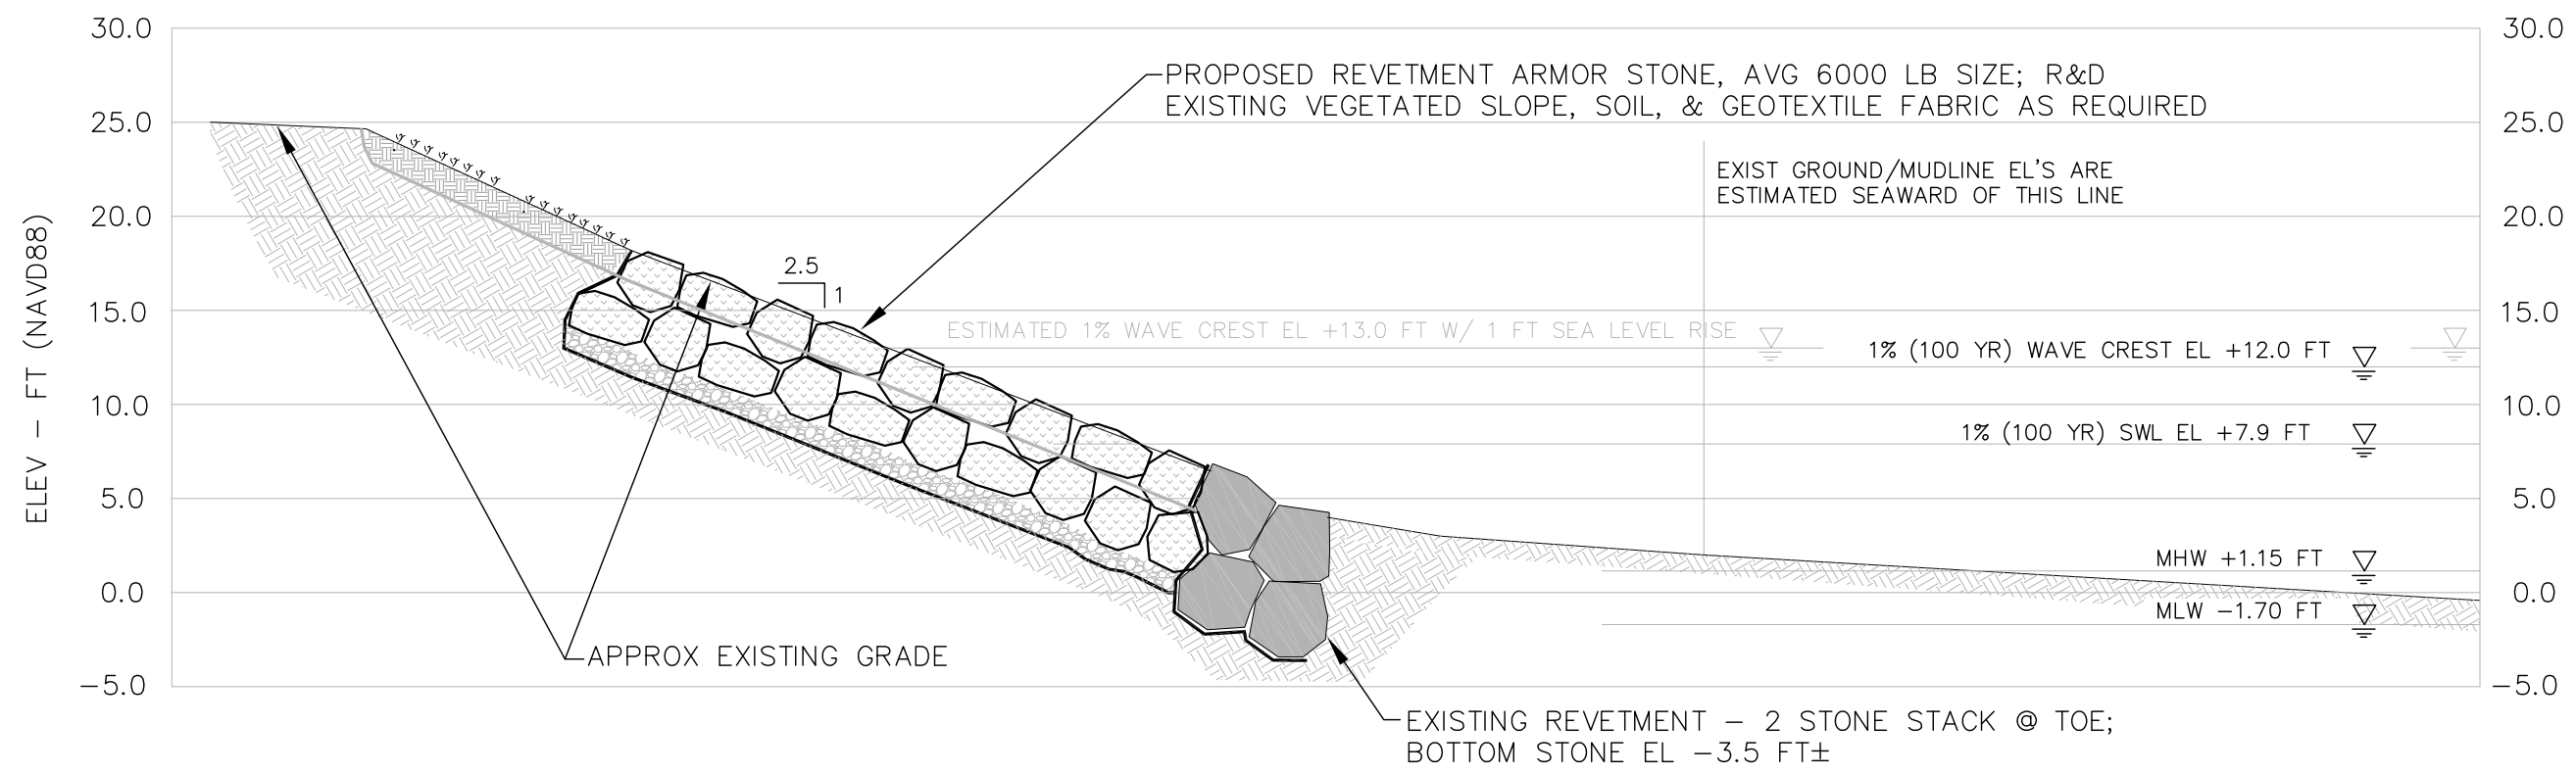 30.0
30.0
PROPOSED REVETMENT ARMOR STONE, AVG 6000 LB SIZE; R&D
EXISTING VEGETATED SLOPE, SOIL, & GEOTEXTILE FABRIC AS REQUIRED
25.0
25.0
EXIST GROUND/MUDLINE EL'S ARE
ESTIMATED SEAWARD OF THIS LINE
20.0
20.0
ELEV - FT (NAVD88)
2.5
1
15.0
15.0
ESTIMATED 1% WAVE CREST EL +13.0 FT W/ 1 FT SEA LEVEL RISE
1% (100 YR) WAVE CREST EL +12.0 FT
10.0
10.0
1% (100 YR) SWL EL +7.9 FT
5.0
5.0
MHW +1.15 FT
0.0
0.0
MLW -1.70 FT
APPROX EXISTING GRADE
-5.0
-5.0
EXISTING REVETMENT - 2 STONE STACK @ TOE;
BOTTOM STONE EL -3.5 FT±